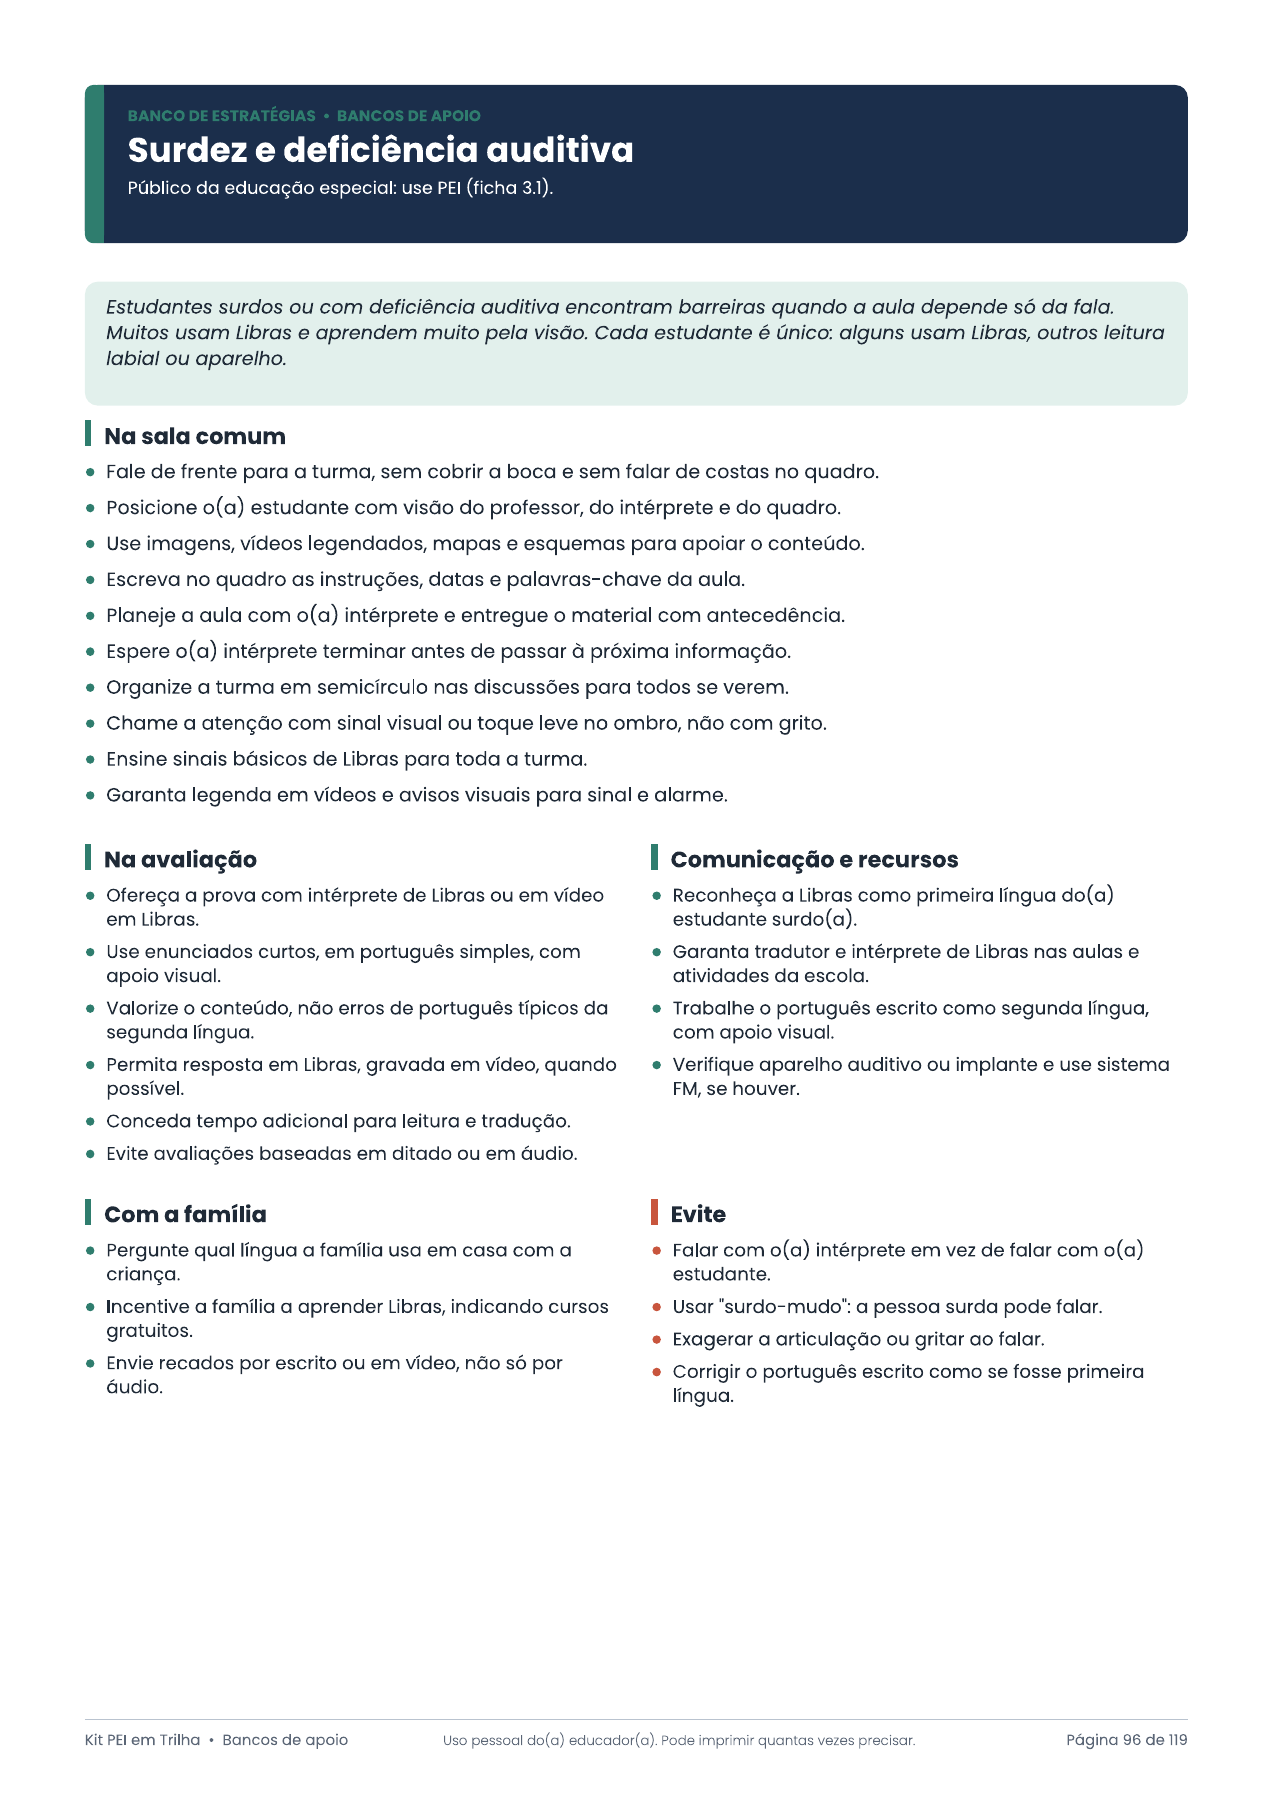 BANCO DE ESTRATÉGIAS • BANCOS DE APOIO
Surdez e deficiência auditiva
Público da educação especial: use PEI (ficha 3.1).
Estudantes surdos ou com deficiência auditiva encontram barreiras quando a aula depende só da fala.
Muitos usam Libras e aprendem muito pela visão. Cada estudante é único: alguns usam Libras, outros leitura
labial ou aparelho.
Na sala comum
• Fale de frente para a turma, sem cobrir a boca e sem falar de costas no quadro.
• Posicione o(a) estudante com visão do professor, do intérprete e do quadro.
• Use imagens, vídeos legendados, mapas e esquemas para apoiar o conteúdo.
• Escreva no quadro as instruções, datas e palavras-chave da aula.
• Planeje a aula com o(a) intérprete e entregue o material com antecedência.
• Espere o(a) intérprete terminar antes de passar à próxima informação.
• Organize a turma em semicírculo nas discussões para todos se verem.
• Chame a atenção com sinal visual ou toque leve no ombro, não com grito.
• Ensine sinais básicos de Libras para toda a turma.
• Garanta legenda em vídeos e avisos visuais para sinal e alarme.
Na avaliação
• Ofereça a prova com intérprete de Libras ou em vídeo
em Libras.
• Use enunciados curtos, em português simples, com
apoio visual.
• Valorize o conteúdo, não erros de português típicos da
segunda língua.
• Permita resposta em Libras, gravada em vídeo, quando
possível.
• Conceda tempo adicional para leitura e tradução.
• Evite avaliações baseadas em ditado ou em áudio.
Comunicação e recursos
• Reconheça a Libras como primeira língua do(a)
estudante surdo(a).
• Garanta tradutor e intérprete de Libras nas aulas e
atividades da escola.
• Trabalhe o português escrito como segunda língua,
com apoio visual.
• Verifique aparelho auditivo ou implante e use sistema
FM, se houver.
Com a família
• Pergunte qual língua a família usa em casa com a
criança.
• Incentive a família a aprender Libras, indicando cursos
gratuitos.
• Envie recados por escrito ou em vídeo, não só por
áudio.
Evite
• Falar com o(a) intérprete em vez de falar com o(a)
estudante.
• Usar "surdo-mudo": a pessoa surda pode falar.
• Exagerar a articulação ou gritar ao falar.
• Corrigir o português escrito como se fosse primeira
língua.
Kit PEI em Trilha • Bancos de apoio
Uso pessoal do(a) educador(a). Pode imprimir quantas vezes precisar.
Página 96 de 119